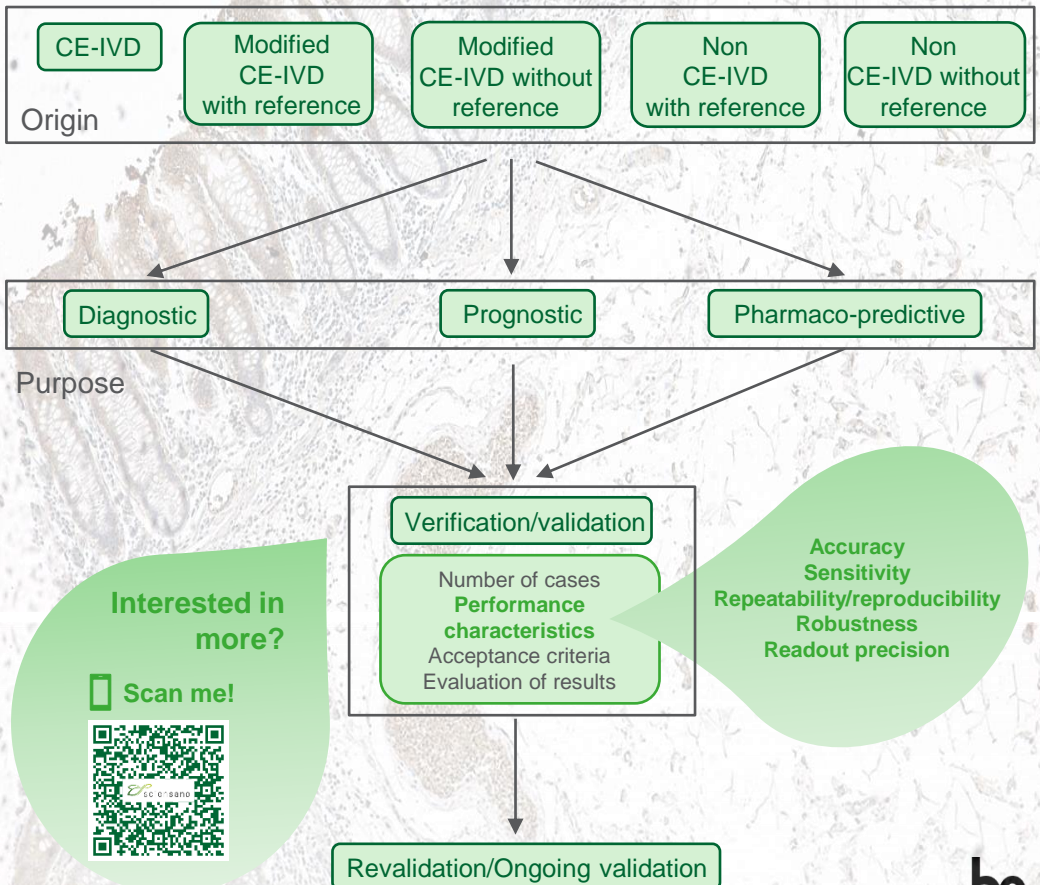 CE-IVD
Modified
CE-IVD
with reference
Modified
CE-IVD without
reference
Non
CE-IVD
with reference
Non
CE-IVD without
reference
Origin
Diagnostic
Prognostic
Pharmaco-predictive
Purpose
Verification/validation
Number of cases
Performance
characteristics
Acceptance criteria
Evaluation of results
Accuracy
Sensitivity
Repeatability/reproducibility
Robustness
Readout precision
Interested in
more?
Scan me!
sciensano
Revalidation/Ongoing validation